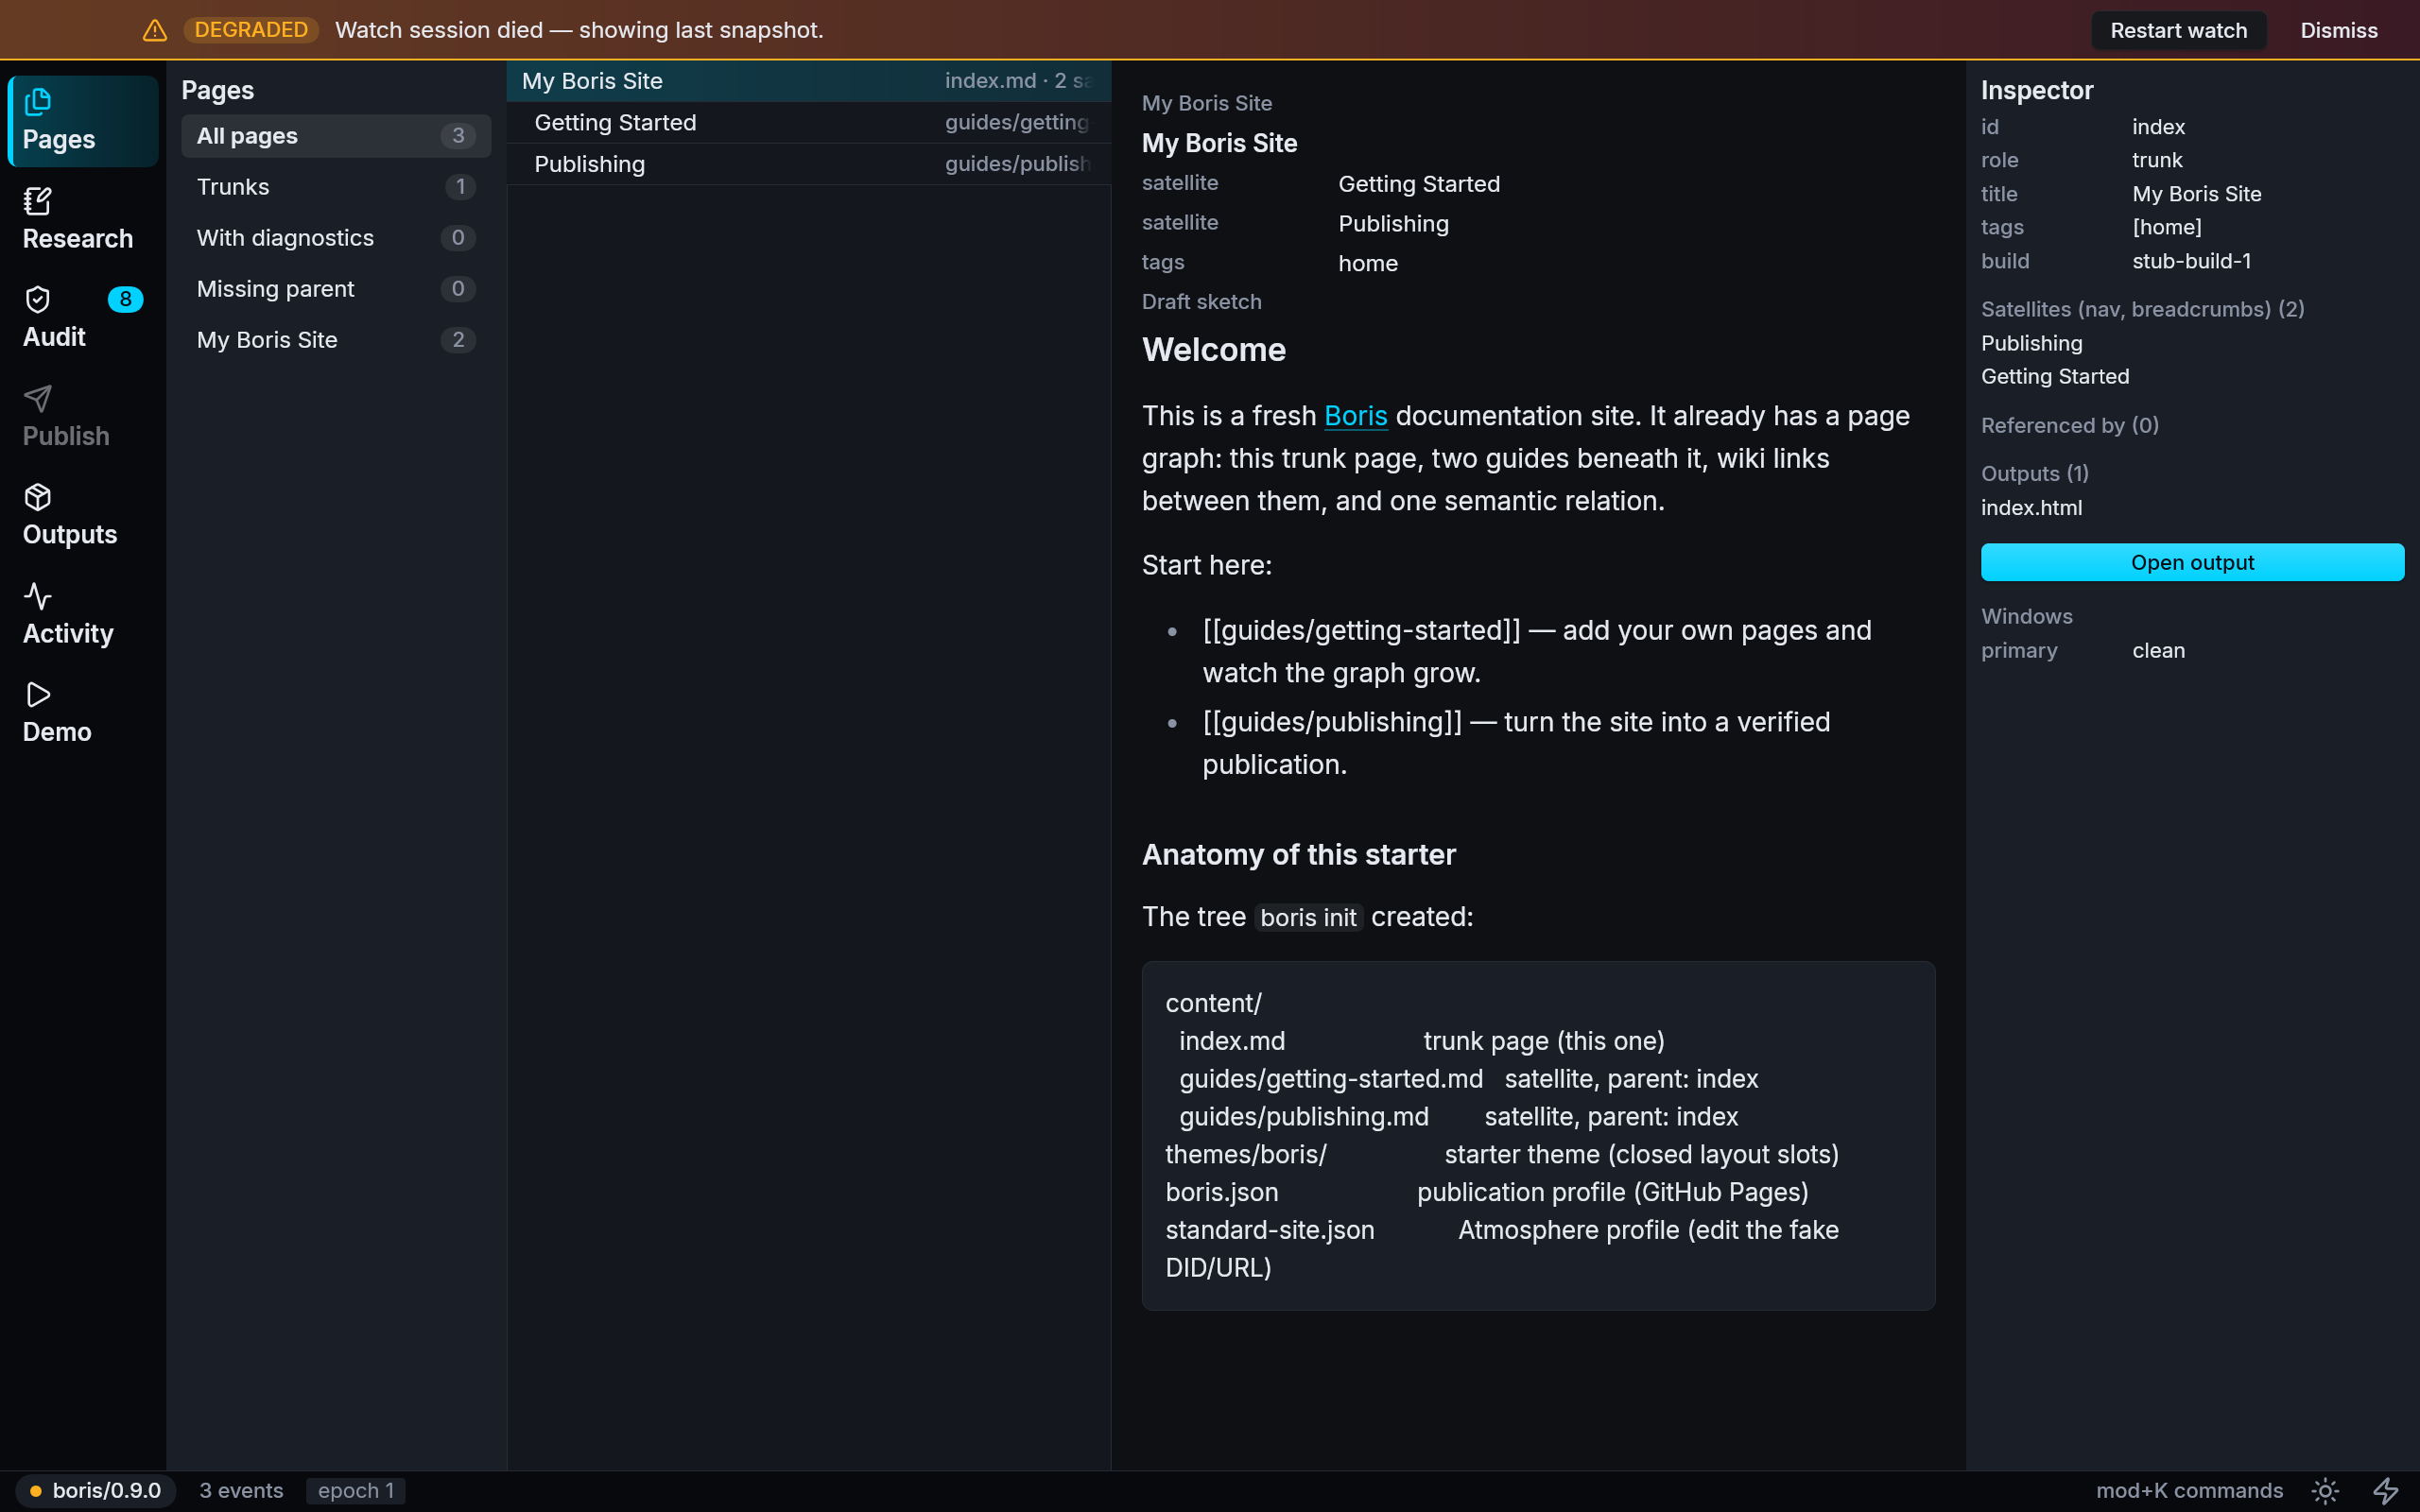 DEGRADED Watch session died — showing last snapshot. Restart watch Dismiss
Pages
Research
8
Audit
Publish
Outputs
Activity
Demo
Pages
All pages 3
Trunks 1
With diagnostics 0
Missing parent 0
My Boris Site 2
My Boris Site index.md · 2 sa
Getting Started guides/getting-
Publishing guides/publish
My Boris Site
My Boris Site
satellite Getting Started
satellite Publishing
tags home
Draft sketch
Welcome
This is a fresh Boris documentation site. It already has a page
graph: this trunk page, two guides beneath it, wiki links
between them, and one semantic relation.
Start here:
• [[guides/getting-started]] — add your own pages and
watch the graph grow.
• [[guides/publishing]] — turn the site into a verified
publication.
Anatomy of this starter
The tree boris init created:
content/
index.md trunk page (this one)
guides/getting-started.md satellite, parent: index
guides/publishing.md satellite, parent: index
themes/boris/ starter theme (closed layout slots)
boris.json publication profile (GitHub Pages)
standard-site.json Atmosphere profile (edit the fake
DID/URL)
Inspector
id index
role trunk
title My Boris Site
tags [home]
build stub-build-1
Satellites (nav, breadcrumbs) (2)
Publishing
Getting Started
Referenced by (0)
Outputs (1)
index.html
Open output
Windows
primary clean
boris/0.9.0 3 events epoch 1 mod+K commands